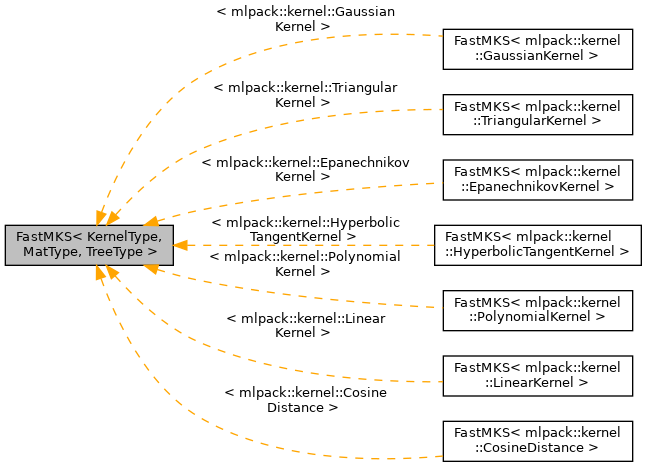 < mlpack::kernel::Gaussian
Kernel >
FastMKS< mlpack::kernel
::GaussianKernel >
< mlpack::kernel::Triangular
Kernel >
FastMKS< mlpack::kernel
::TriangularKernel >
< mlpack::kernel::Epanechnikov
Kernel >
FastMKS< mlpack::kernel
::EpanechnikovKernel >
FastMKS< KernelType,
MatType, TreeType >
< mlpack::kernel::Hyperbolic
TangentKernel >
FastMKS< mlpack::kernel
::HyperbolicTangentKernel >
< mlpack::kernel::Polynomial
Kernel >
FastMKS< mlpack::kernel
::PolynomialKernel >
< mlpack::kernel::Linear
Kernel >
FastMKS< mlpack::kernel
::LinearKernel >
< mlpack::kernel::Cosine
Distance >
FastMKS< mlpack::kernel
::CosineDistance >